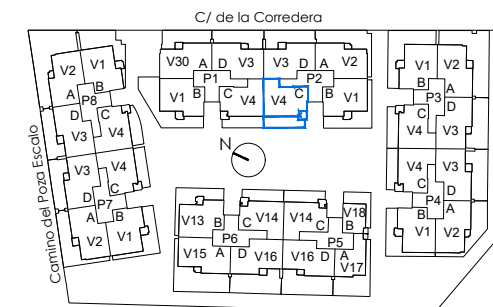 C/ de la Corredera
V30 A D V3 V3 D A V2
P1 P2
V1 B C V4 V4 C B V1
V2 V1
A B
P8
D C
V3 V4
V3 V4
D C
P7
A B
V2 V1
Camino del Poza Escalo
N
V1 V2
B A
P3
C D
V4 V3
V4 V3
C D
P4
B A
V1 V2
V13 B C V14 V14 C B V18
P6 P5
V15 A D V16 V16 D A V17